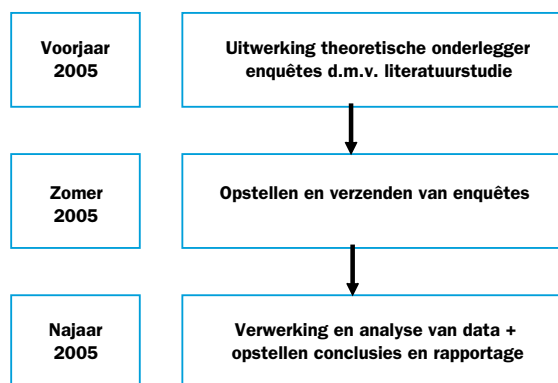 Voorjaar
2005
Uitwerking theoretische onderlegger
enquêtes d.m.v. literatuurstudie
Zomer
2005
Opstellen en verzenden van enquêtes
Najaar
2005
Verwerking en analyse van data +
opstellen conclusies en rapportage